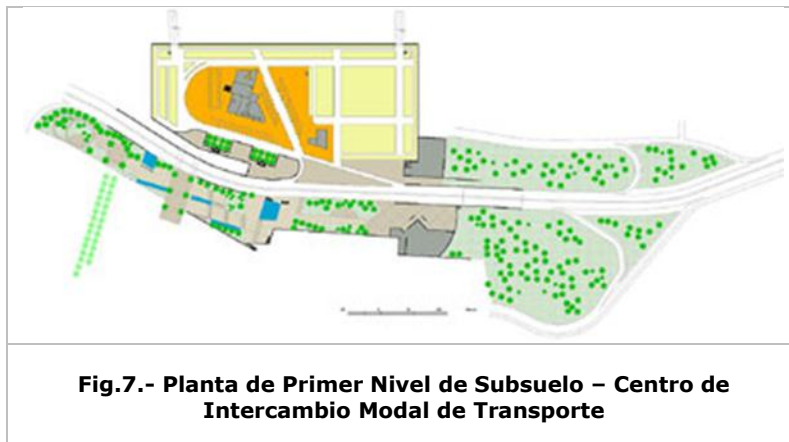 Fig.7.- Planta de Primer Nivel de Subsuelo – Centro de
Intercambio Modal de Transporte